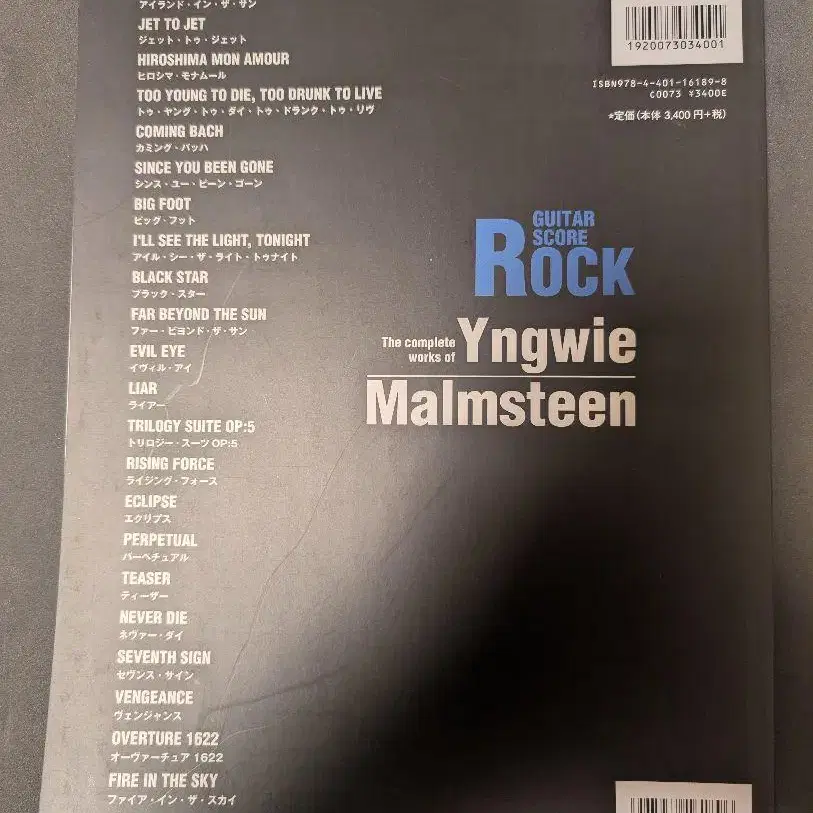 アイランド・イン・ザ・サン
JET TO JET
ジェット・トゥ・ジェット
HIROSHIMA MON AMOUR
ヒロシマ・モナムール
TOO YOUNG TO DIE, TOO DRUNK TO LIVE
トゥ・ヤング・トゥ・ダイ・トゥ・ドランク・トゥ・リヴ
COMING BACH
カミング・バッハ
SINCE YOU BEEN GONE
シンス・ユー・ビーン・ゴーン
BIG FOOT
ビッグ・フット
I'LL SEE THE LIGHT, TONIGHT
アイル・シー・ザ・ライト・トゥナイト
BLACK STAR
ブラック・スター
FAR BEYOND THE SUN
ファー・ビヨンド・ザ・サン
EVIL EYE
イヴィル・アイ
LIAR
ライアー
TRILOGY SUITE OP:5
トリロジー・スーツ OP:5
RISING FORCE
ライジング・フォース
ECLIPSE
エクリプス
PERPETUAL
パーペチュアル
TEASER
ティーザー
NEVER DIE
ネヴァー・ダイ
SEVENTH SIGN
セヴンス・サイン
VENGEANCE
ヴェンジャンス
OVERTURE 1622
オーヴァーチュア 1622
FIRE IN THE SKY
ファイア・イン・ザ・スカイ
1920073034001
ISBN978-4-401-16189-8
C0073 ¥3400E
*定価(本体 3,400 円+税)
GUITAR
SCORE
ROCK
The complete
works of
Yngwie
Malmsteen